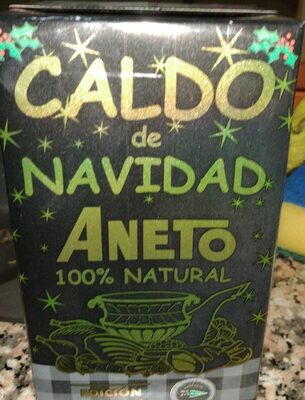 CALDO
de
NAVIDAD
ANETO
100% NATURAL
EDICIÓN